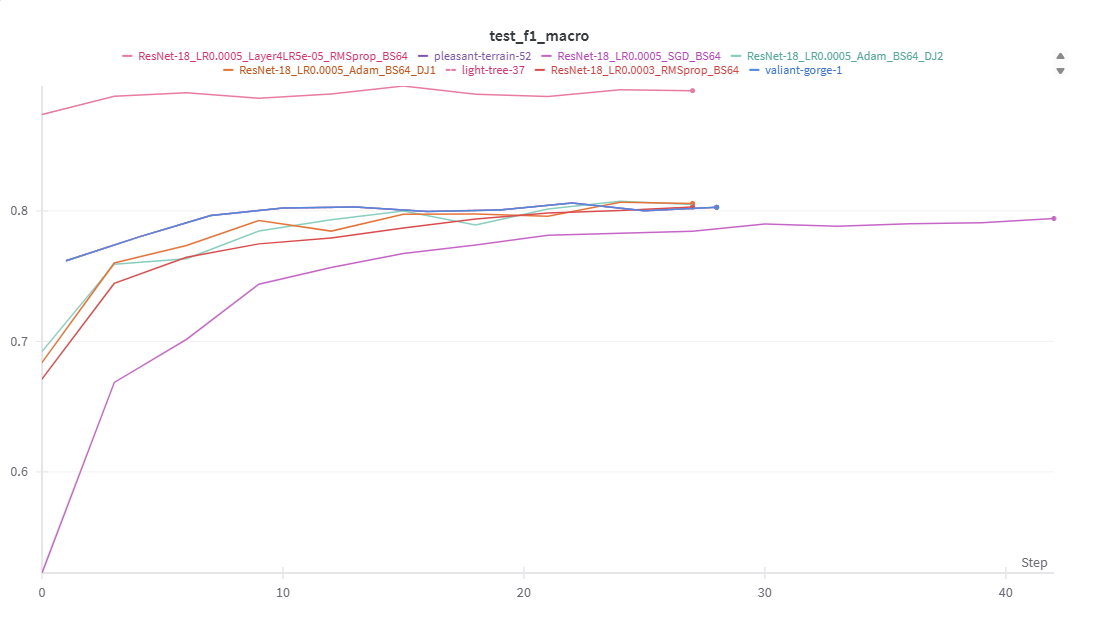 test_f1_macro
ResNet-18_LR0.0005_Layer4LR5e-05_RMSprop_BS64 pleasant-terrain-52 ResNet-18_LR0.0005_SGD_BS64 ResNet-18_LR0.0005_Adam_BS64_DJ2
ResNet-18_LR0.0005_Adam_BS64_DJ1 light-tree-37 ResNet-18_LR0.0003_RMSprop_BS64 valiant-gorge-1
0.8
0.7
0.6
Step
0 10 20 30 40